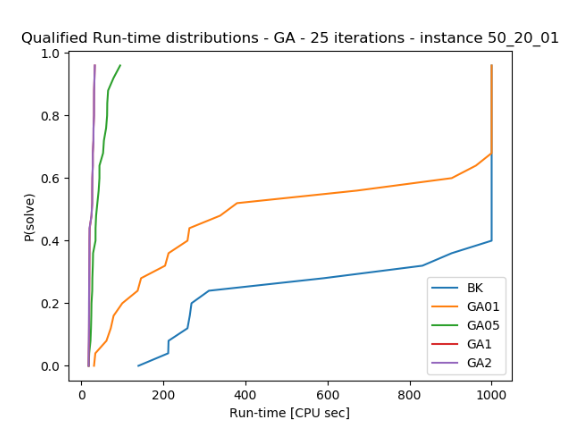 Qualified Run-time distributions - GA - 25 iterations - instance 50_20_01
1.0
0.8
0.6
0.4
0.2
0.0
P(solve)
BK
GA01
GA05
GA1
GA2
0 200 400 600 800 1000
Run-time [CPU sec]